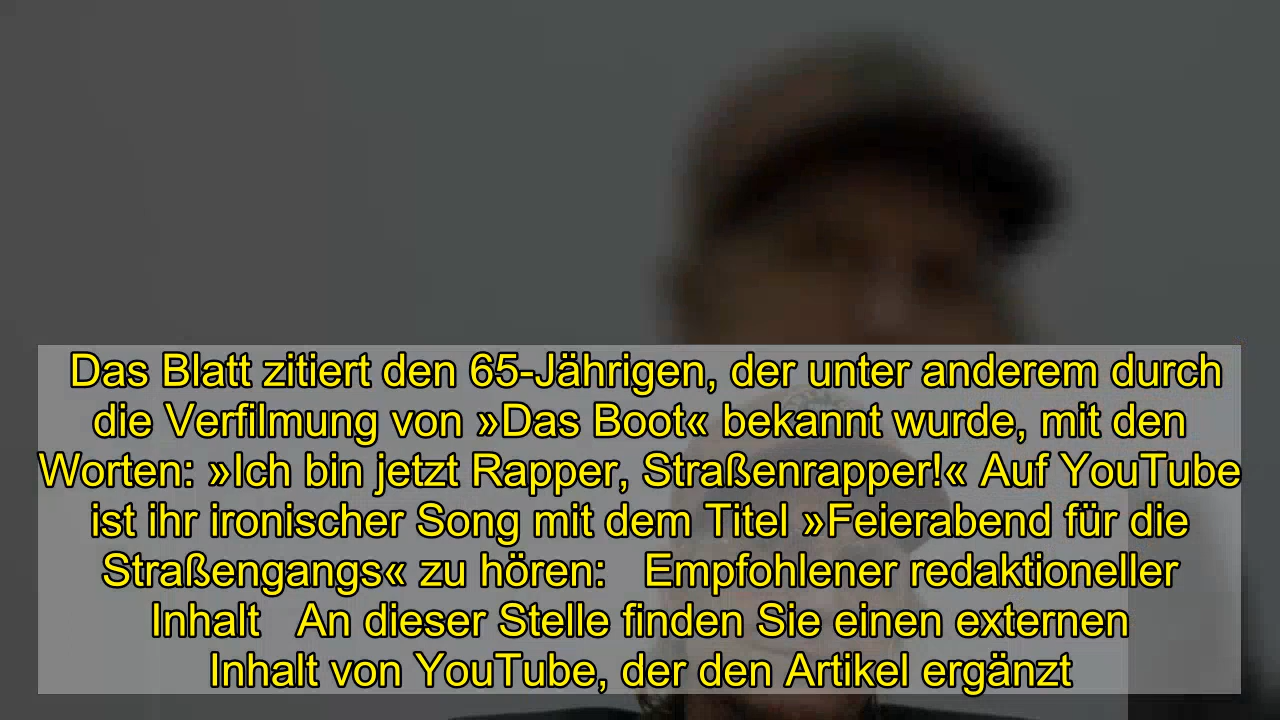 Das Blatt zitiert den 65-Jährigen, der unter anderem durch
die Verfilmung von »Das Boot« bekannt wurde, mit den
Worten: »Ich bin jetzt Rapper, Straßenrapper!« Auf YouTube
ist ihr ironischer Song mit dem Titel »Feierabend für die
Straßengangs« zu hören:   Empfohlener redaktioneller
Inhalt   An dieser Stelle finden Sie einen externen
Inhalt von YouTube, der den Artikel ergänzt